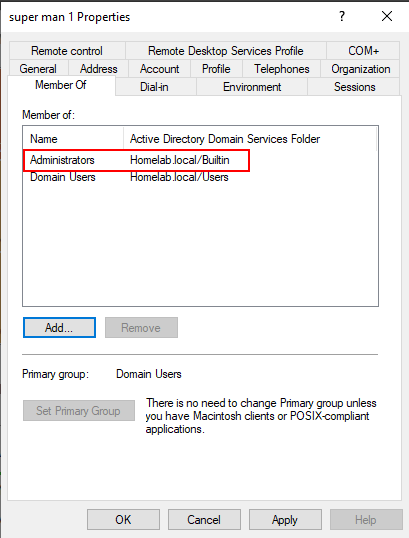 super man 1 Properties
?
Remote control
Remote Desktop Services Profile
COM+
General
Address
Account
Profile
Telephones
Organization
Member Of
Dial-in
Environment
Sessions
Member of:
Name
Active Directory Domain Services Folder
Administrators
Homelab.local/Builtin
Domain Users
Homelab.local/Users
Add...
Remove
Primary group:
Domain Users
Set Primary Group
There is no need to change Primary group unless
you have Macintosh clients or POSIX-compliant
applications.
OK
Cancel
Apply
Help